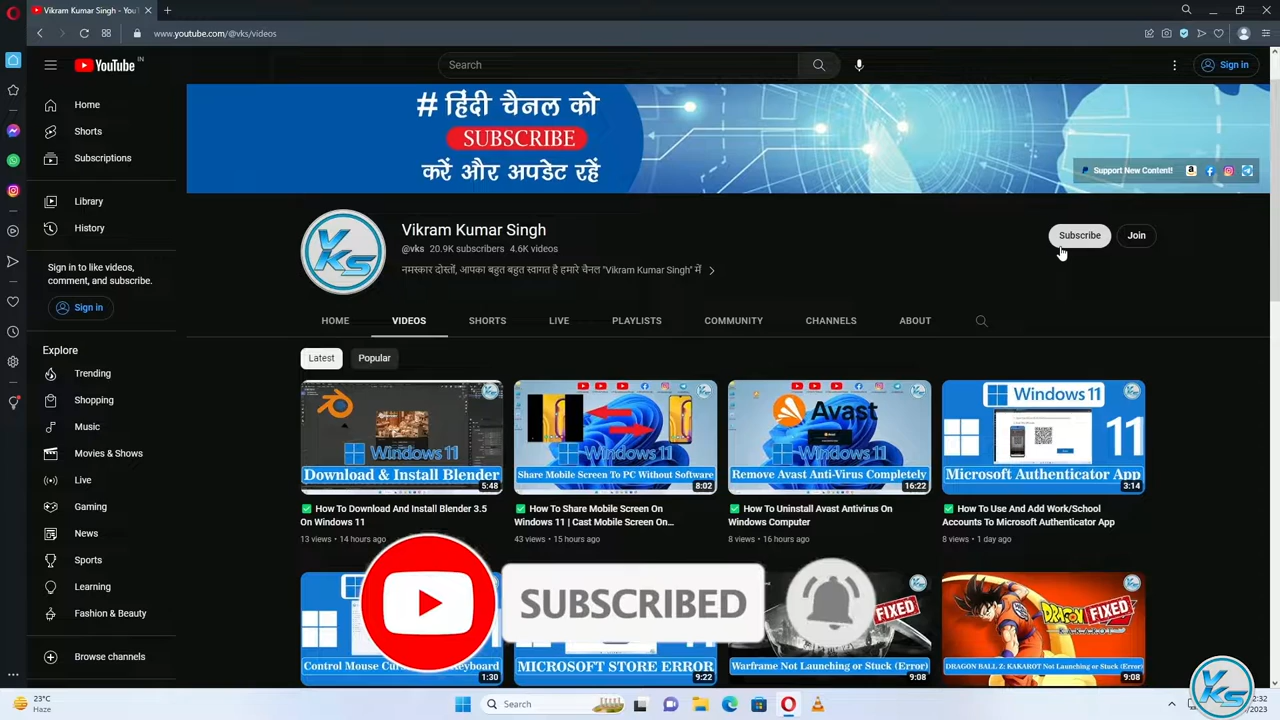 Vikram Kumar Singh - YouT
www.youtube.com/@vks/videos
YouTube IN
Search
Sign in
Home
Shorts
Subscriptions
Library
History
Sign in to like videos,
comment, and subscribe.
Sign in
Explore
Trending
Shopping
Music
Movies & Shows
Live
Gaming
News
Sports
Learning
Fashion & Beauty
Browse channels
# हिंदी चैनल को
SUBSCRIBE
करें और अपडेट रहें
Support New Content!
VKS
Vikram Kumar Singh
@vks 20.9K subscribers 4.6K videos
नमस्कार दोस्तों, आपका बहुत बहुत स्वागत है हमारे चैनल "Vikram Kumar Singh" में
Subscribe
Join
HOME VIDEOS SHORTS LIVE PLAYLISTS COMMUNITY CHANNELS ABOUT
Latest Popular
Windows 11
Download & Install Blender
5:48
How To Download And Install Blender 3.5
On Windows 11
13 views • 14 hours ago
Windows 11
Share Mobile Screen To PC Without Software
8:02
How To Share Mobile Screen On
Windows 11 | Cast Mobile Screen On...
43 views • 15 hours ago
Avast
Windows 11
Remove Avast Anti-Virus Completely
16:22
How To Uninstall Avast Antivirus On
Windows Computer
8 views • 16 hours ago
Windows 11
11
Microsoft Authenticator App
3:14
How To Use And Add Work/School
Accounts To Microsoft Authenticator App
8 views • 1 day ago
SUBSCRIBED
Control Mouse
1:30
MICROSOFT STORE ERROR
9:22
FIXED
Warframe Not Launching or Stuck (Error)
9:08
DRAGON FIXED
DRAGON BALL Z: KAKAROT Not Launching or Stuck (Error)
9:08
23°C
Haze
Search
VKS